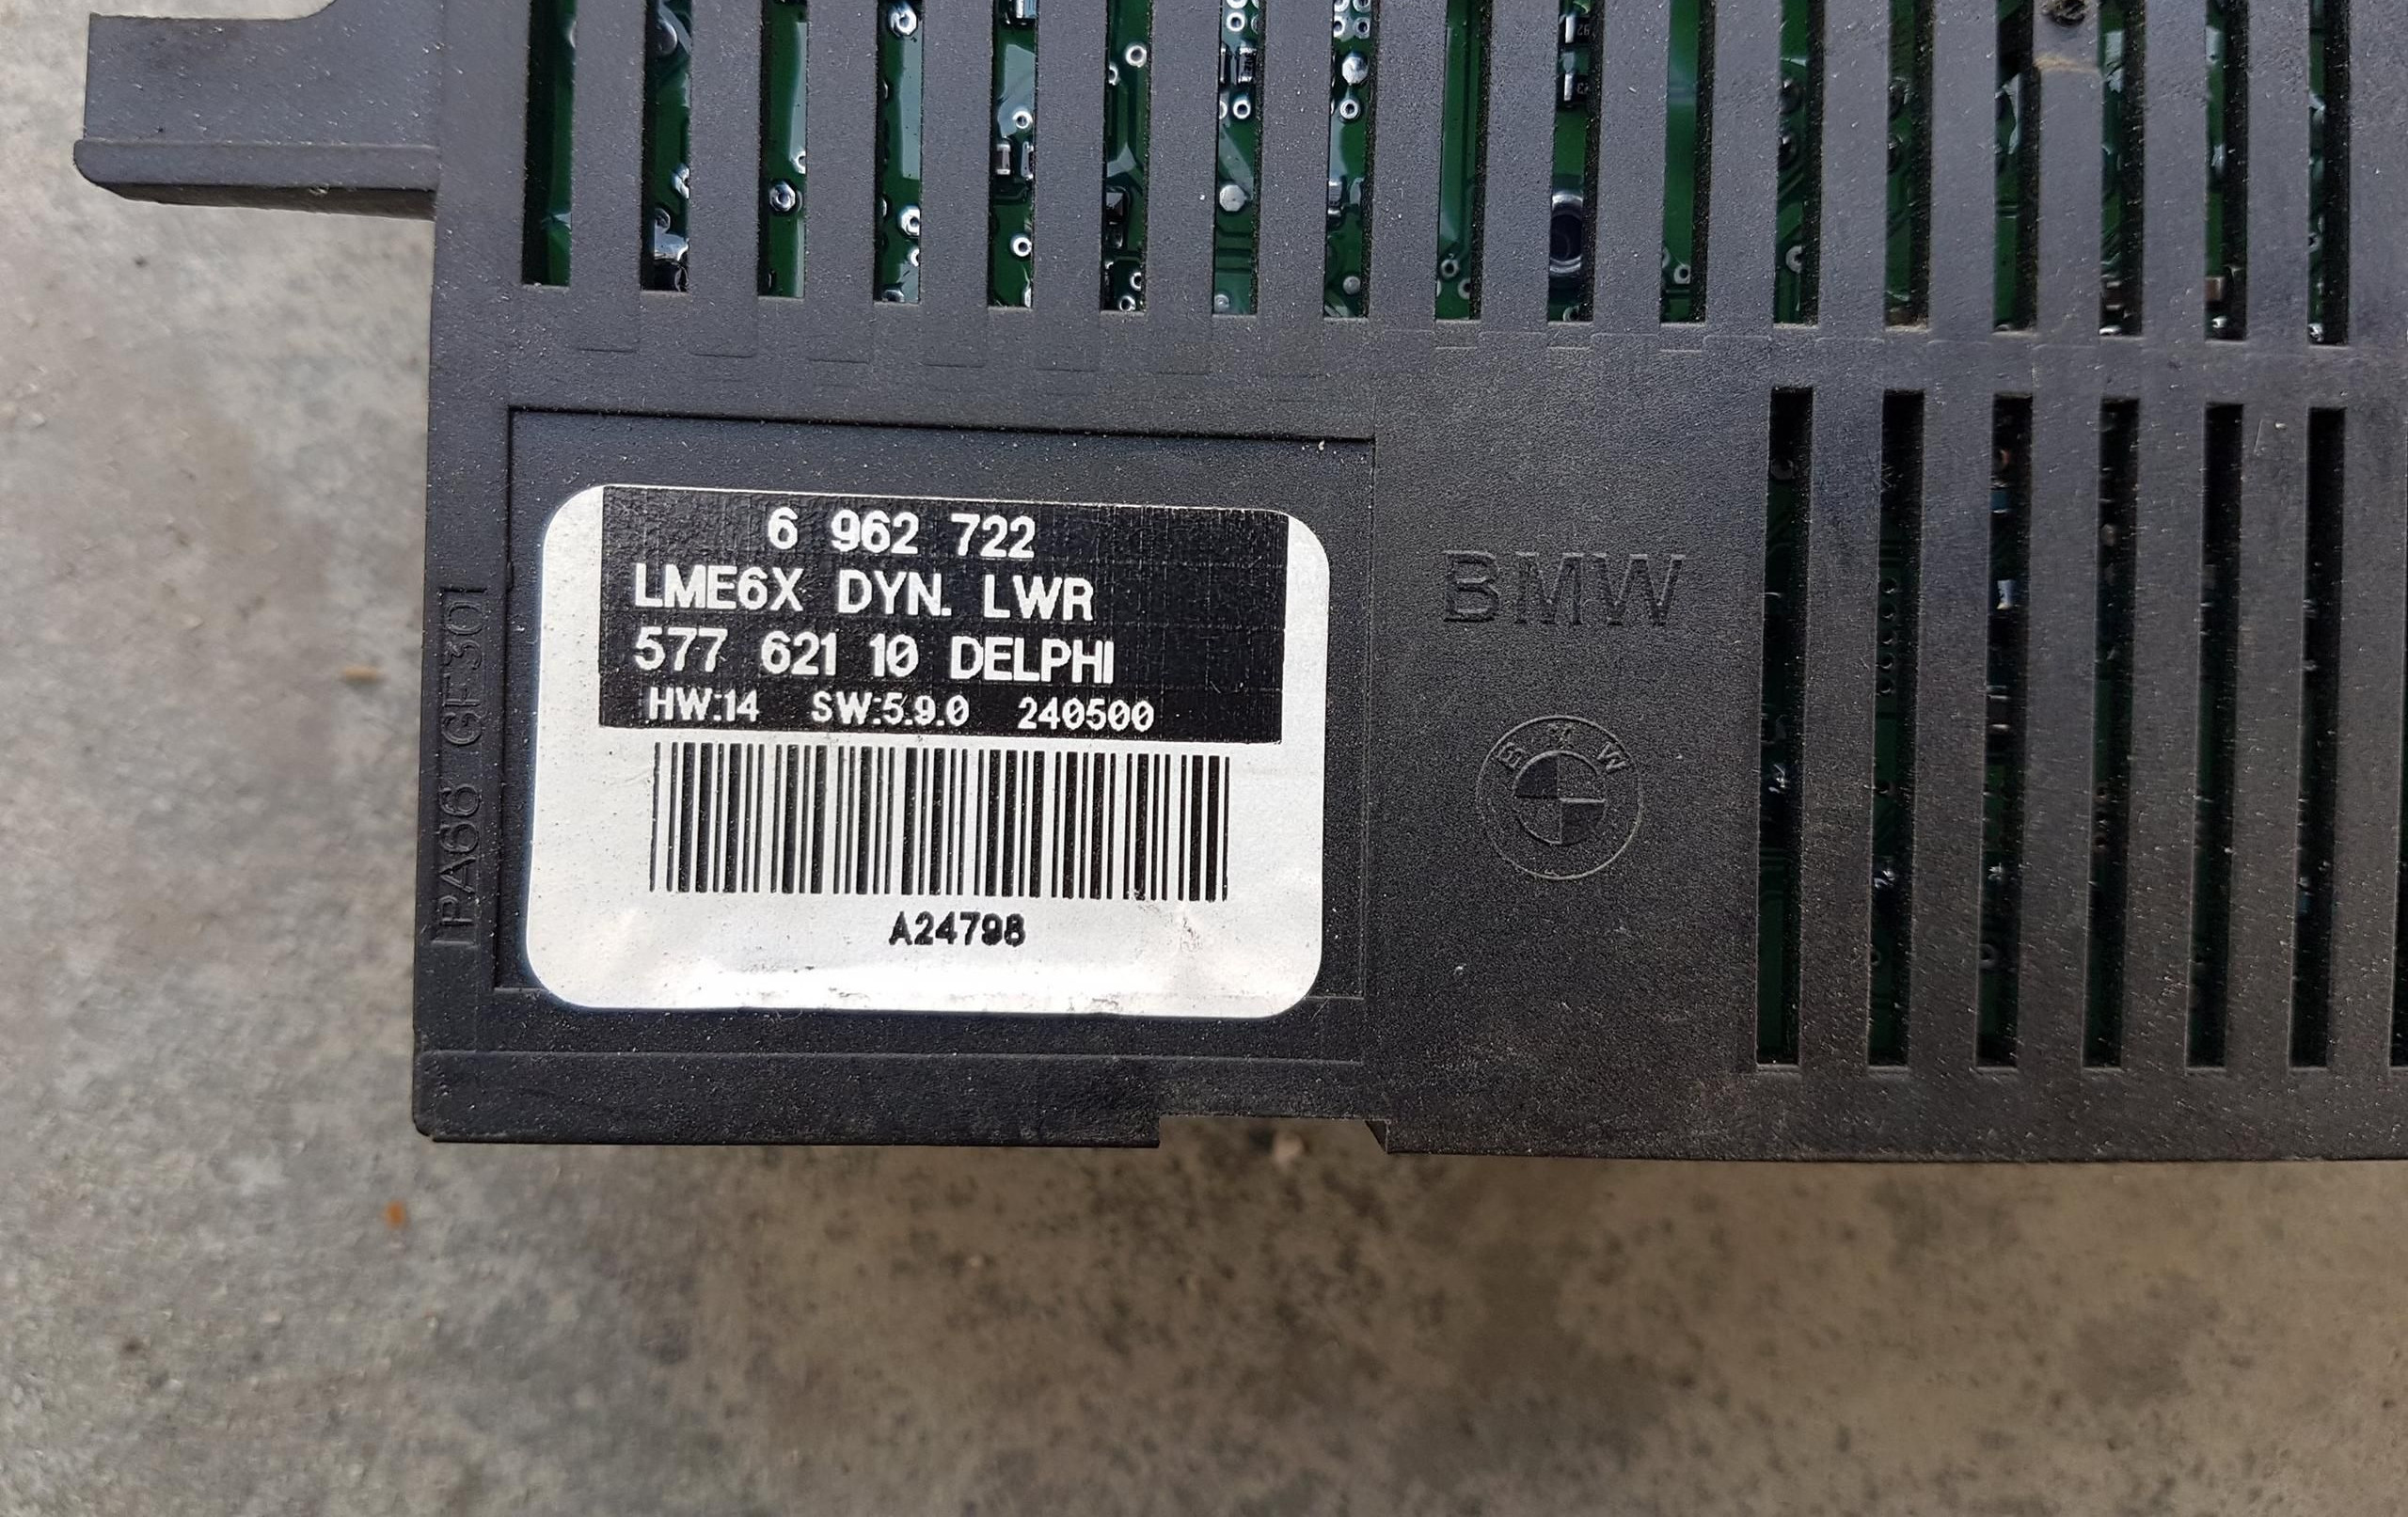 6 962 722
LME6X DYN. LWR
577 621 10 DELPHI
HW:14 SW:5.9.0 240500
A24798
BMW
BMW
PA66 GF30